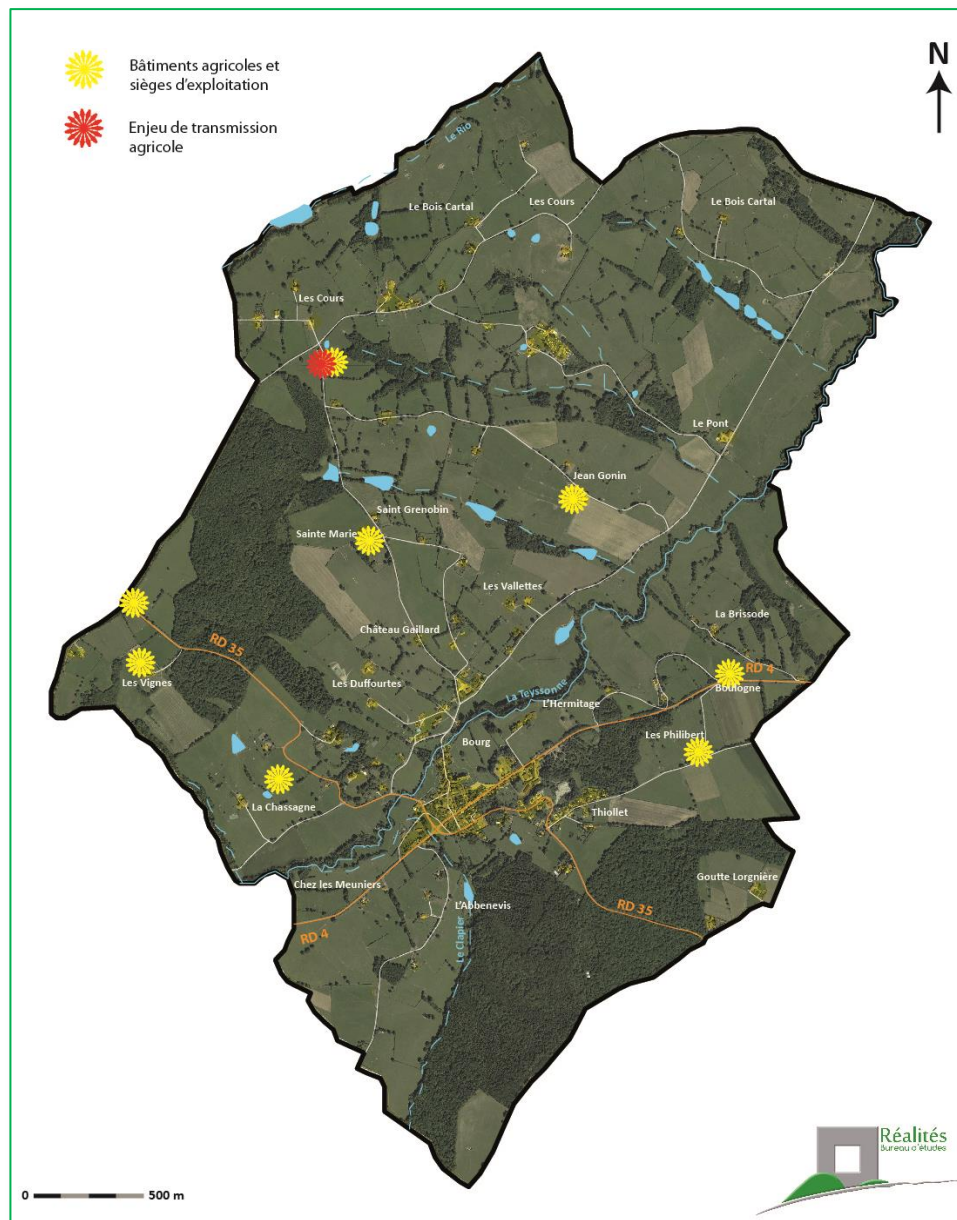 Bâtiments agricoles et
sièges d'exploitation
Enjeu de transmission
agricole
N
Le Rio
Le Bois Cartal
Les Cours
Le Bois Cartal
Les Cours
Le Pont
Jean Gonin
Saint Grenobin
Sainte Marie
Les Vallettes
La Brissode
Château Gaillard
RD 35
Les Vignes
Les Duffourtes
La Teyssonne
L'Hermitage
RD 4
Boulogne
Bourg
Les Philibert
La Chassagne
Thiollet
Chez les Meuniers
Goutte Lorgnière
L'Abbenevis
RD 35
RD 4
Le Clapier
Réalités
Bureau d'études
0 500 m